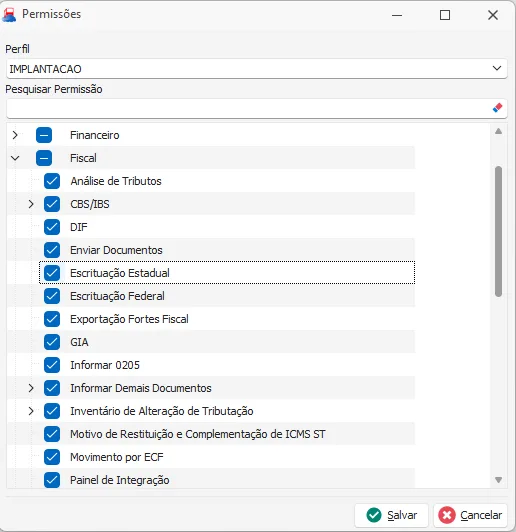 Permissões
Perfil
IMPLANTACAO
Pesquisar Permissão
Financeiro
Fiscal
Análise de Tributos
CBS/IBS
DIF
Enviar Documentos
Escrituação Estadual
Escrituação Federal
Exportação Fortes Fiscal
GIA
Informar 0205
Informar Demais Documentos
Inventário de Alteração de Tributação
Motivo de Restituição e Complementação de ICMS ST
Movimento por ECF
Painel de Integração
Salvar
Cancelar